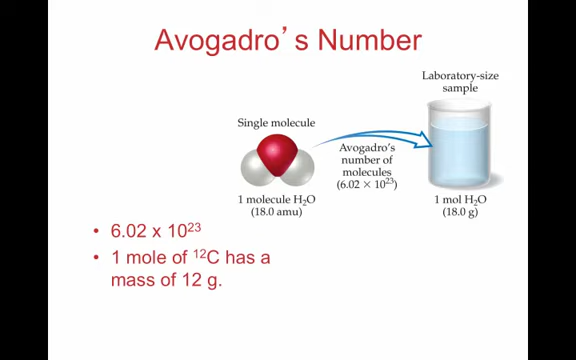 Avogadro's Number
Laboratory-size
sample
Single molecule
Avogadro's
number of
molecules
(6.02 × 10²³)
1 molecule H₂O
(18.0 amu)
1 mol H₂O
(18.0 g)
• 6.02 x 10²³
• 1 mole of ¹²C has a
mass of 12 g.